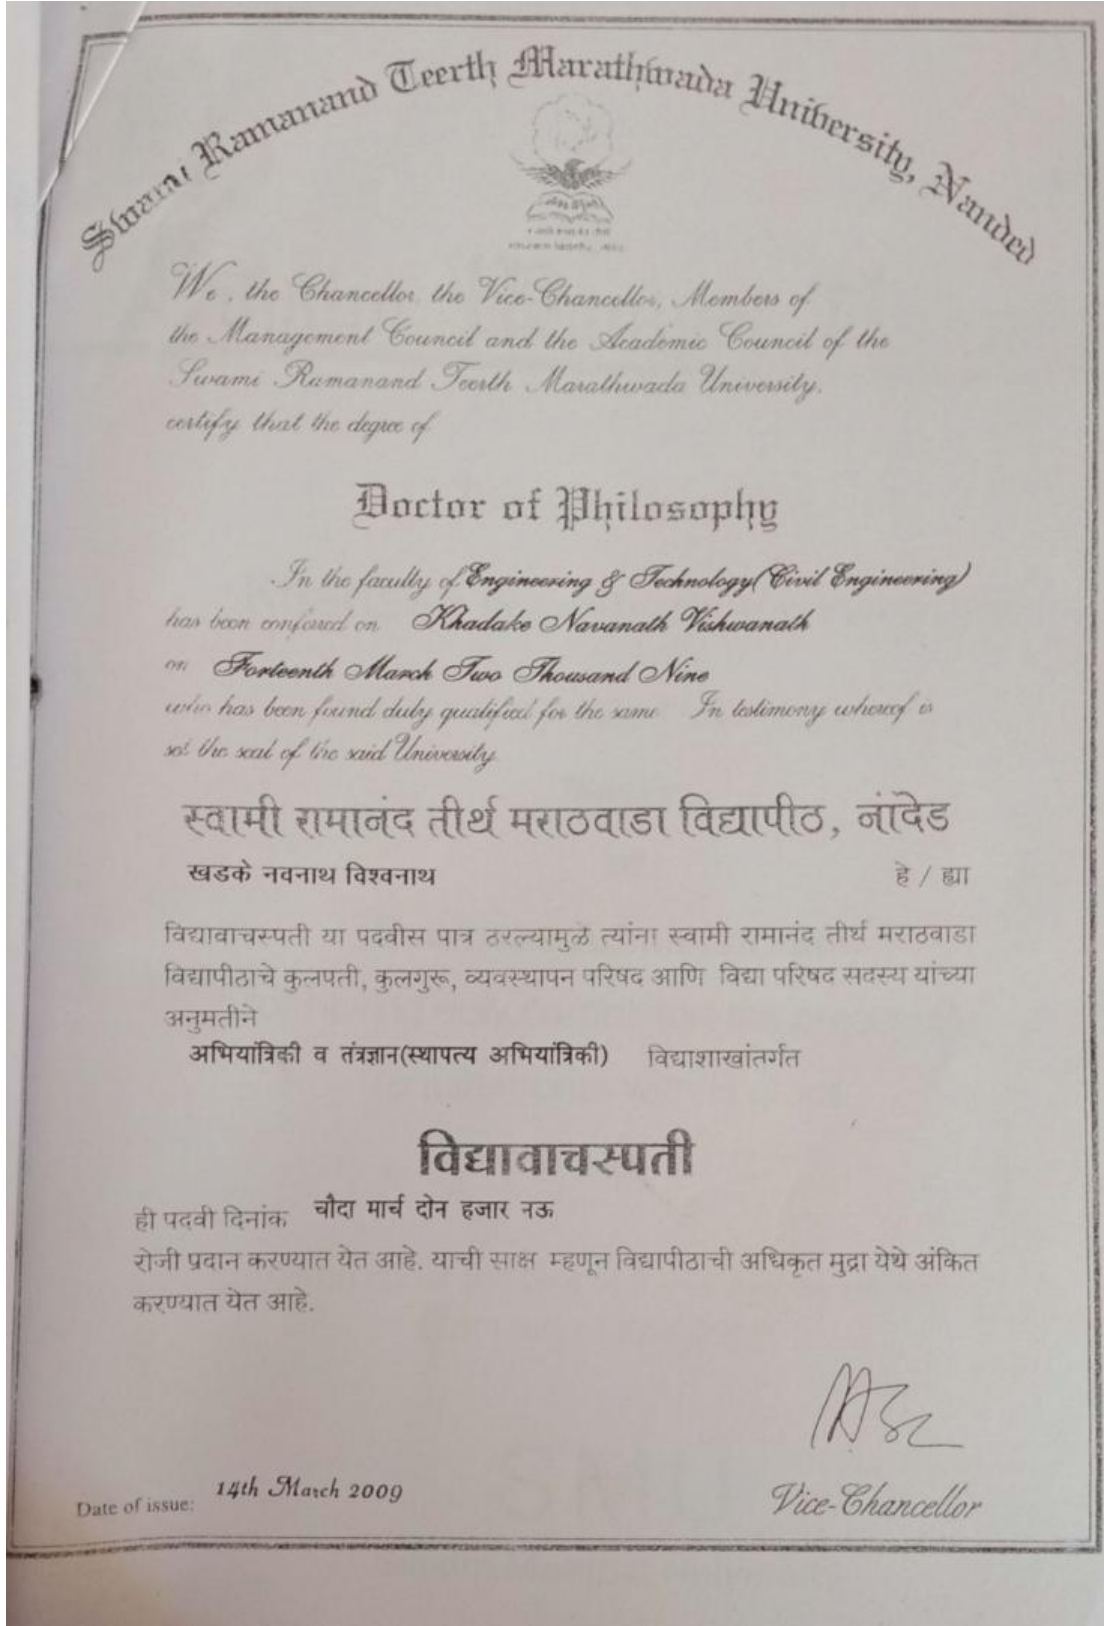 Swami Ramanand Teerth Marathwada University, Nanded
We, the Chancellor, the Vice-Chancellor, Members of
the Management Council and the Academic Council of the
Swami Ramanand Teerth Marathwada University,
certify that the degree of
Doctor of Philosophy
In the faculty of Engineering & Technology(Civil Engineering)
has been conferred on Khadake Navanath Vishwanath
on Forteenth March Two Thousand Nine
who has been found duly qualified for the same In testimony whereof is
set the seal of the said University
स्वामी रामानंद तीर्थ मराठवाडा विद्यापीठ, नांदेड
खडके नवनाथ विश्वनाथ हे / ह्या
विद्यावाचस्पती या पदवीस पात्र ठरल्यामुळे त्यांना स्वामी रामानंद तीर्थ मराठवाडा
विद्यापीठाचे कुलपती, कुलगुरू, व्यवस्थापन परिषद आणि विद्या परिषद सदस्य यांच्या
अनुमतीने
अभियांत्रिकी व तंत्रज्ञान(स्थापत्य अभियांत्रिकी) विद्याशाखांतर्गत
विद्यावाचस्पती
ही पदवी दिनांक चौदा मार्च दोन हजार नऊ
रोजी प्रदान करण्यात येत आहे. याची साक्ष म्हणून विद्यापीठाची अधिकृत मुद्रा येथे अंकित
करण्यात येत आहे.
Date of issue: 14th March 2009
Vice-Chancellor